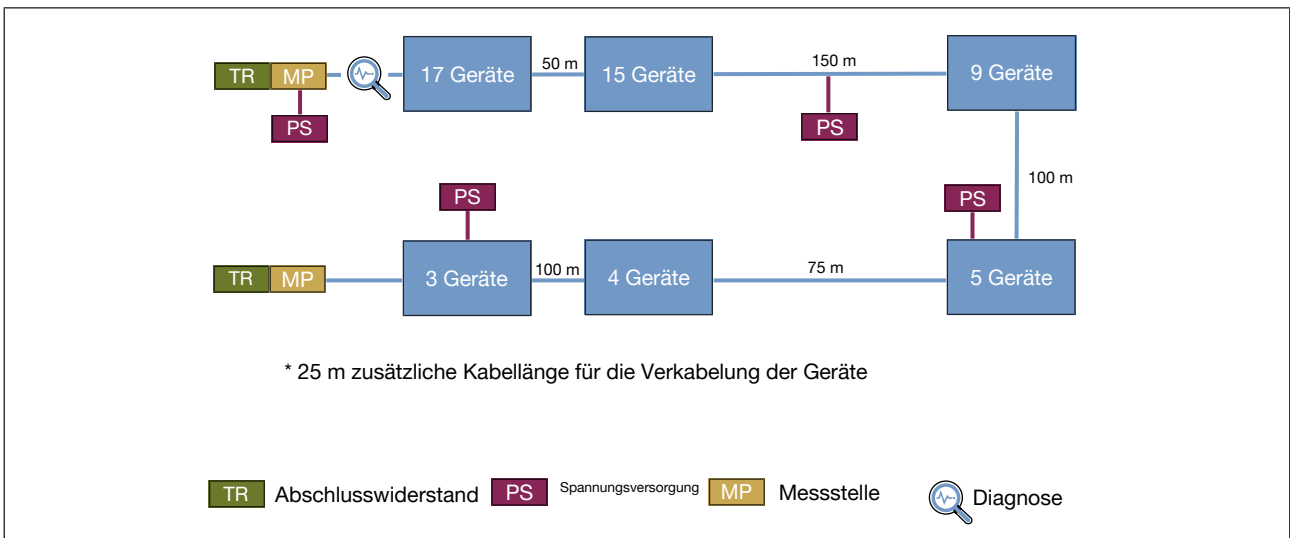 TR MP 17 Geräte 50 m 15 Geräte 150 m 9 Geräte
PS PS
100 m
PS PS
TR MP 3 Geräte 100 m 4 Geräte 75 m 5 Geräte
* 25 m zusätzliche Kabellänge für die Verkabelung der Geräte
TR Abschlusswiderstand PS Spannungsversorgung MP Messstelle Diagnose